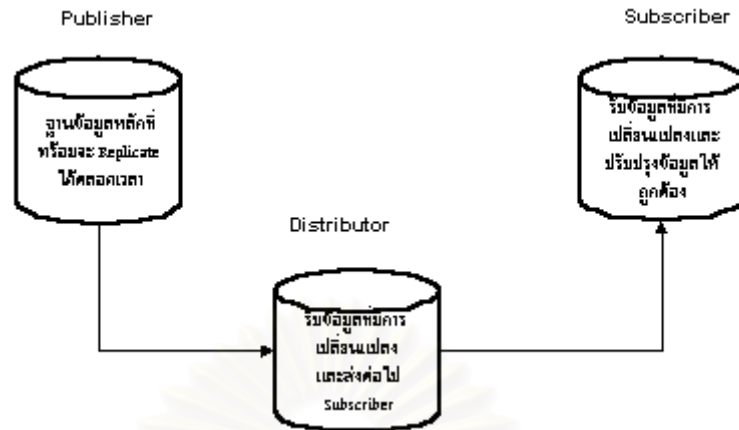 Publisher
Subscriber
ฐานข้อมูลหลักที่
พร้อมจะ Replicate
ได้ตลอดเวลา
รับข้อมูลที่มีการ
เปลี่ยนแปลงและ
ปรับปรุงข้อมูลให้
ถูกต้อง
Distributor
รับข้อมูลที่มีการ
เปลี่ยนแปลง
และส่งต่อไป
Subscriber